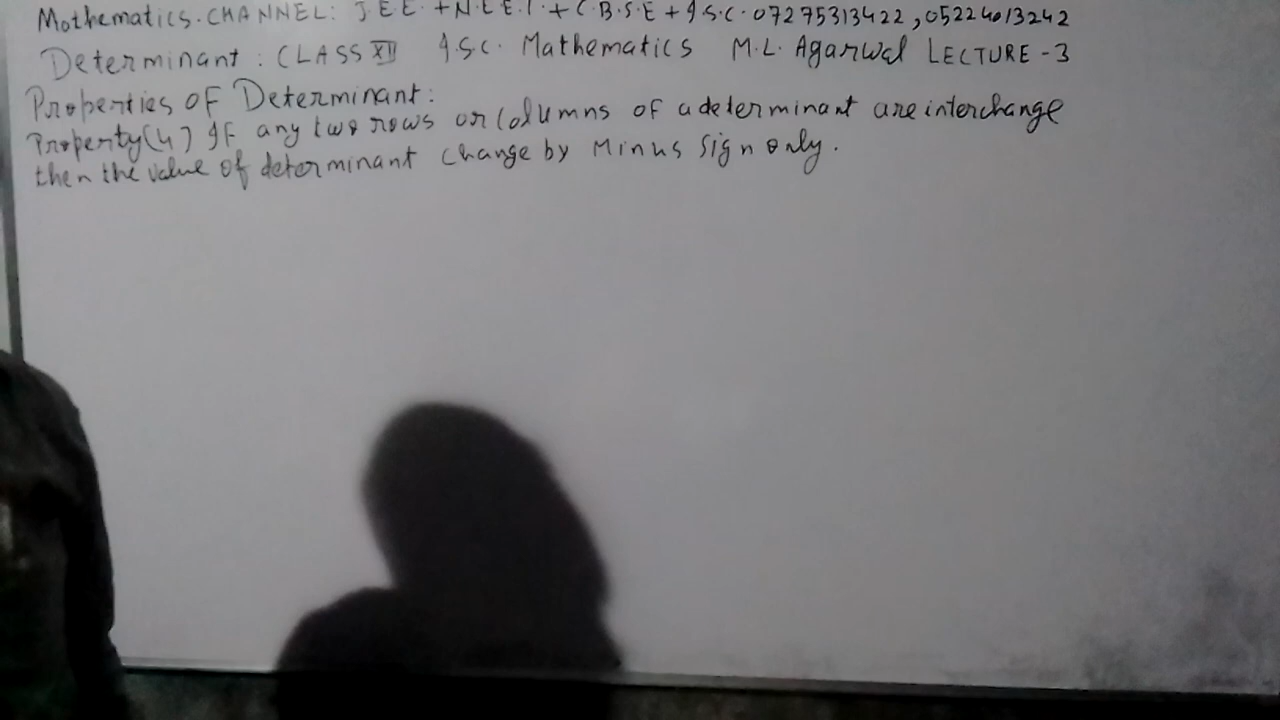 Mathematics.CHANNEL: J.E.E. + N.E.E.T. + C.B.S.E + I.S.C. 07275313422, 05224013242
Determinant : CLASS XII I.S.C. Mathematics M.L. Agarwal LECTURE-3
Properties OF Determinant:
Property(4) If any two rows or columns of a determinant are interchange
then the value of determinant change by Minus Sign only.